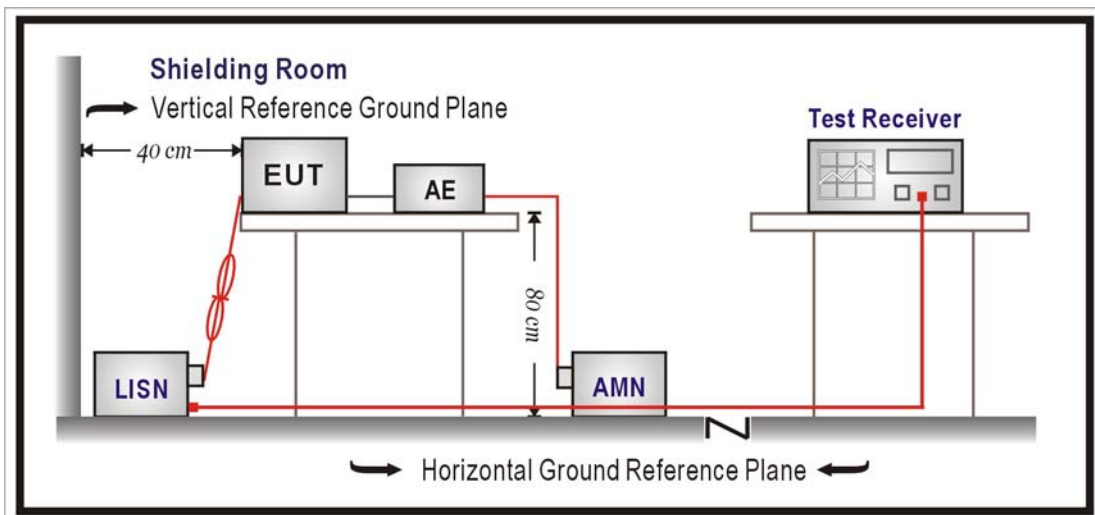 Shielding Room
Vertical Reference Ground Plane
Test Receiver
40 cm
EUT
AE
80 cm
LISN
AMN
Horizontal Ground Reference Plane